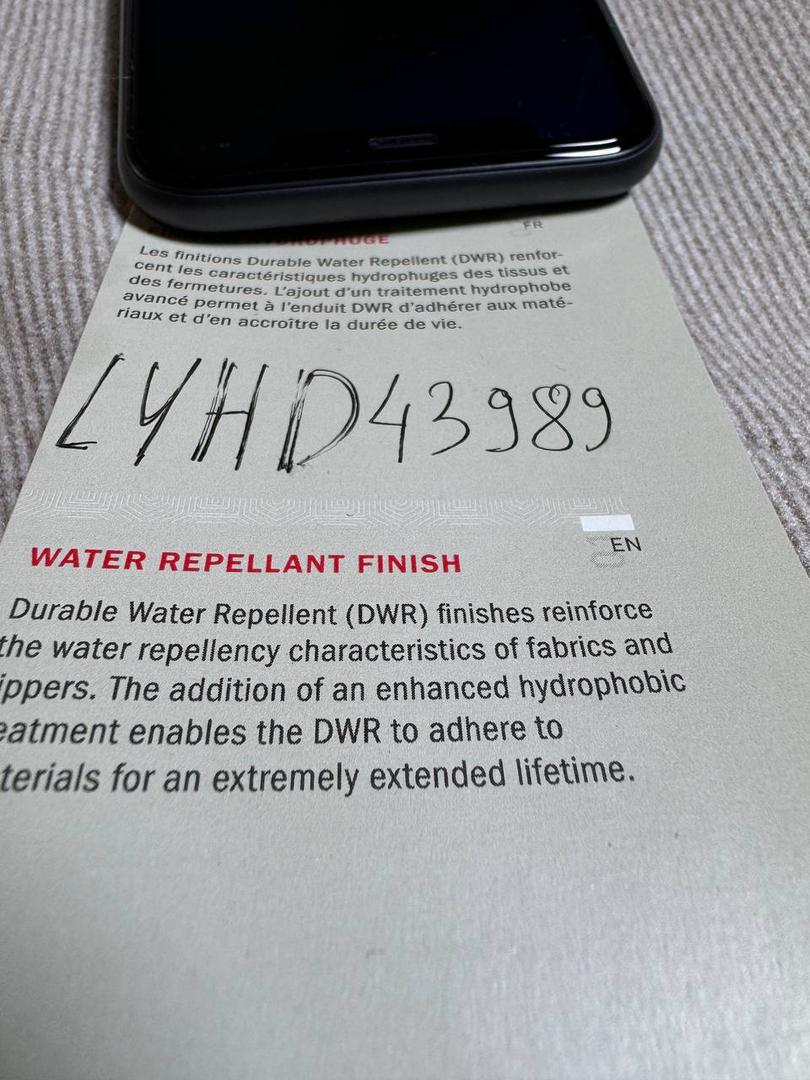 FR
Les finitions Durable Water Repellent (DWR) renfor-
cent les caractéristiques hydrophuges des tissus et
des fermetures. L'ajout d'un traitement hydrophobe
avancé permet à l'enduit DWR d'adhérer aux maté-
riaux et d'en accroître la durée de vie.
LYHD43989
EN
WATER REPELLANT FINISH
Durable Water Repellent (DWR) finishes reinforce
the water repellency characteristics of fabrics and
ippers. The addition of an enhanced hydrophobic
eatment enables the DWR to adhere to
terials for an extremely extended lifetime.